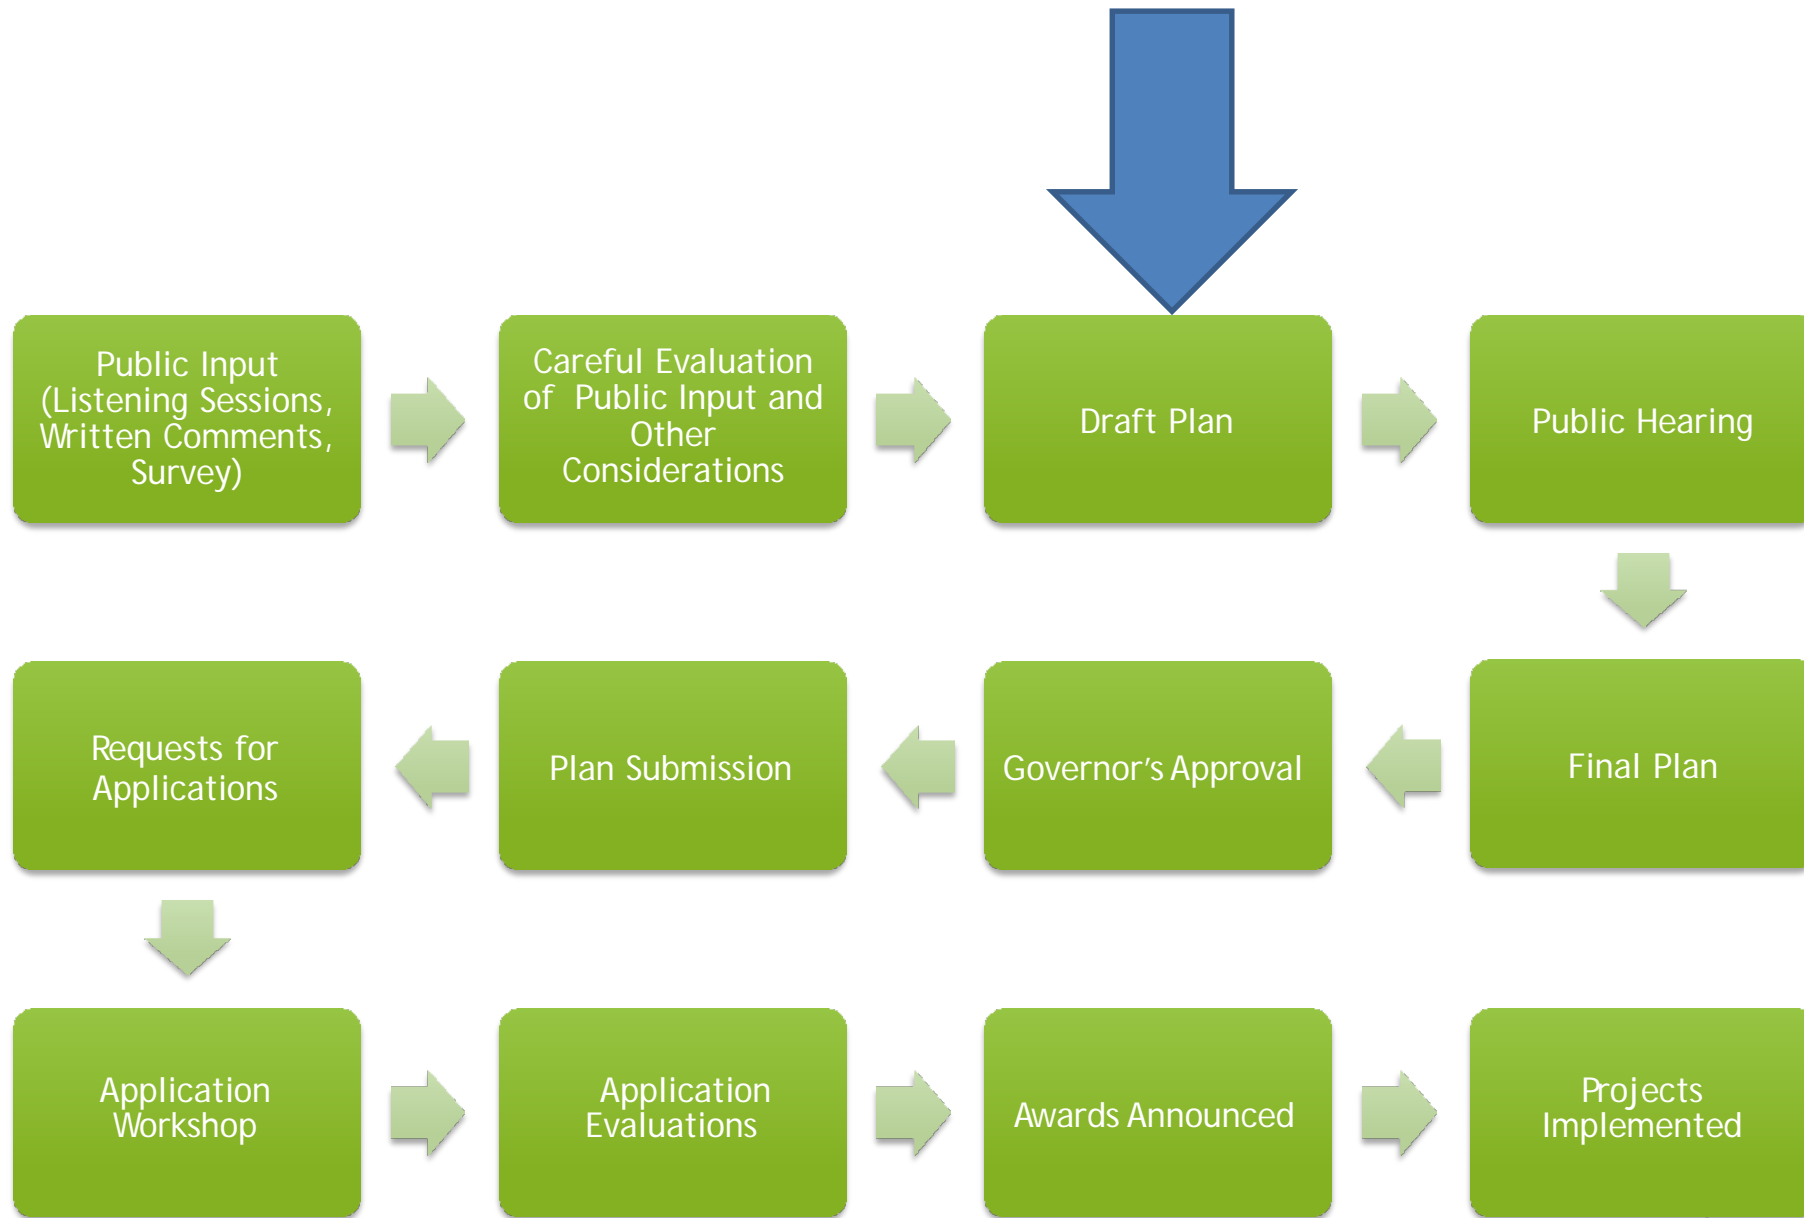 Public Input
(Listening Sessions,
Written Comments,
Survey)
Careful Evaluation
of Public Input and
Other
Considerations
Draft Plan
Public Hearing
Final Plan
Governor's Approval
Plan Submission
Requests for
Applications
Application
Workshop
Application
Evaluations
Awards Announced
Projects
Implemented